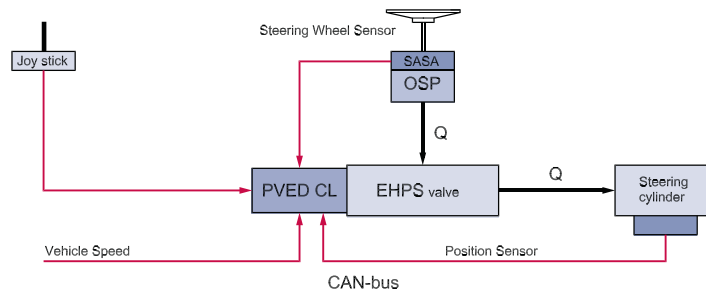 Steering Wheel Sensor
Joy stick
SASA
OSP
Q
PVED CL
EHPS valve
Q
Steering
cylinder
Vehicle Speed
Position Sensor
CAN-bus